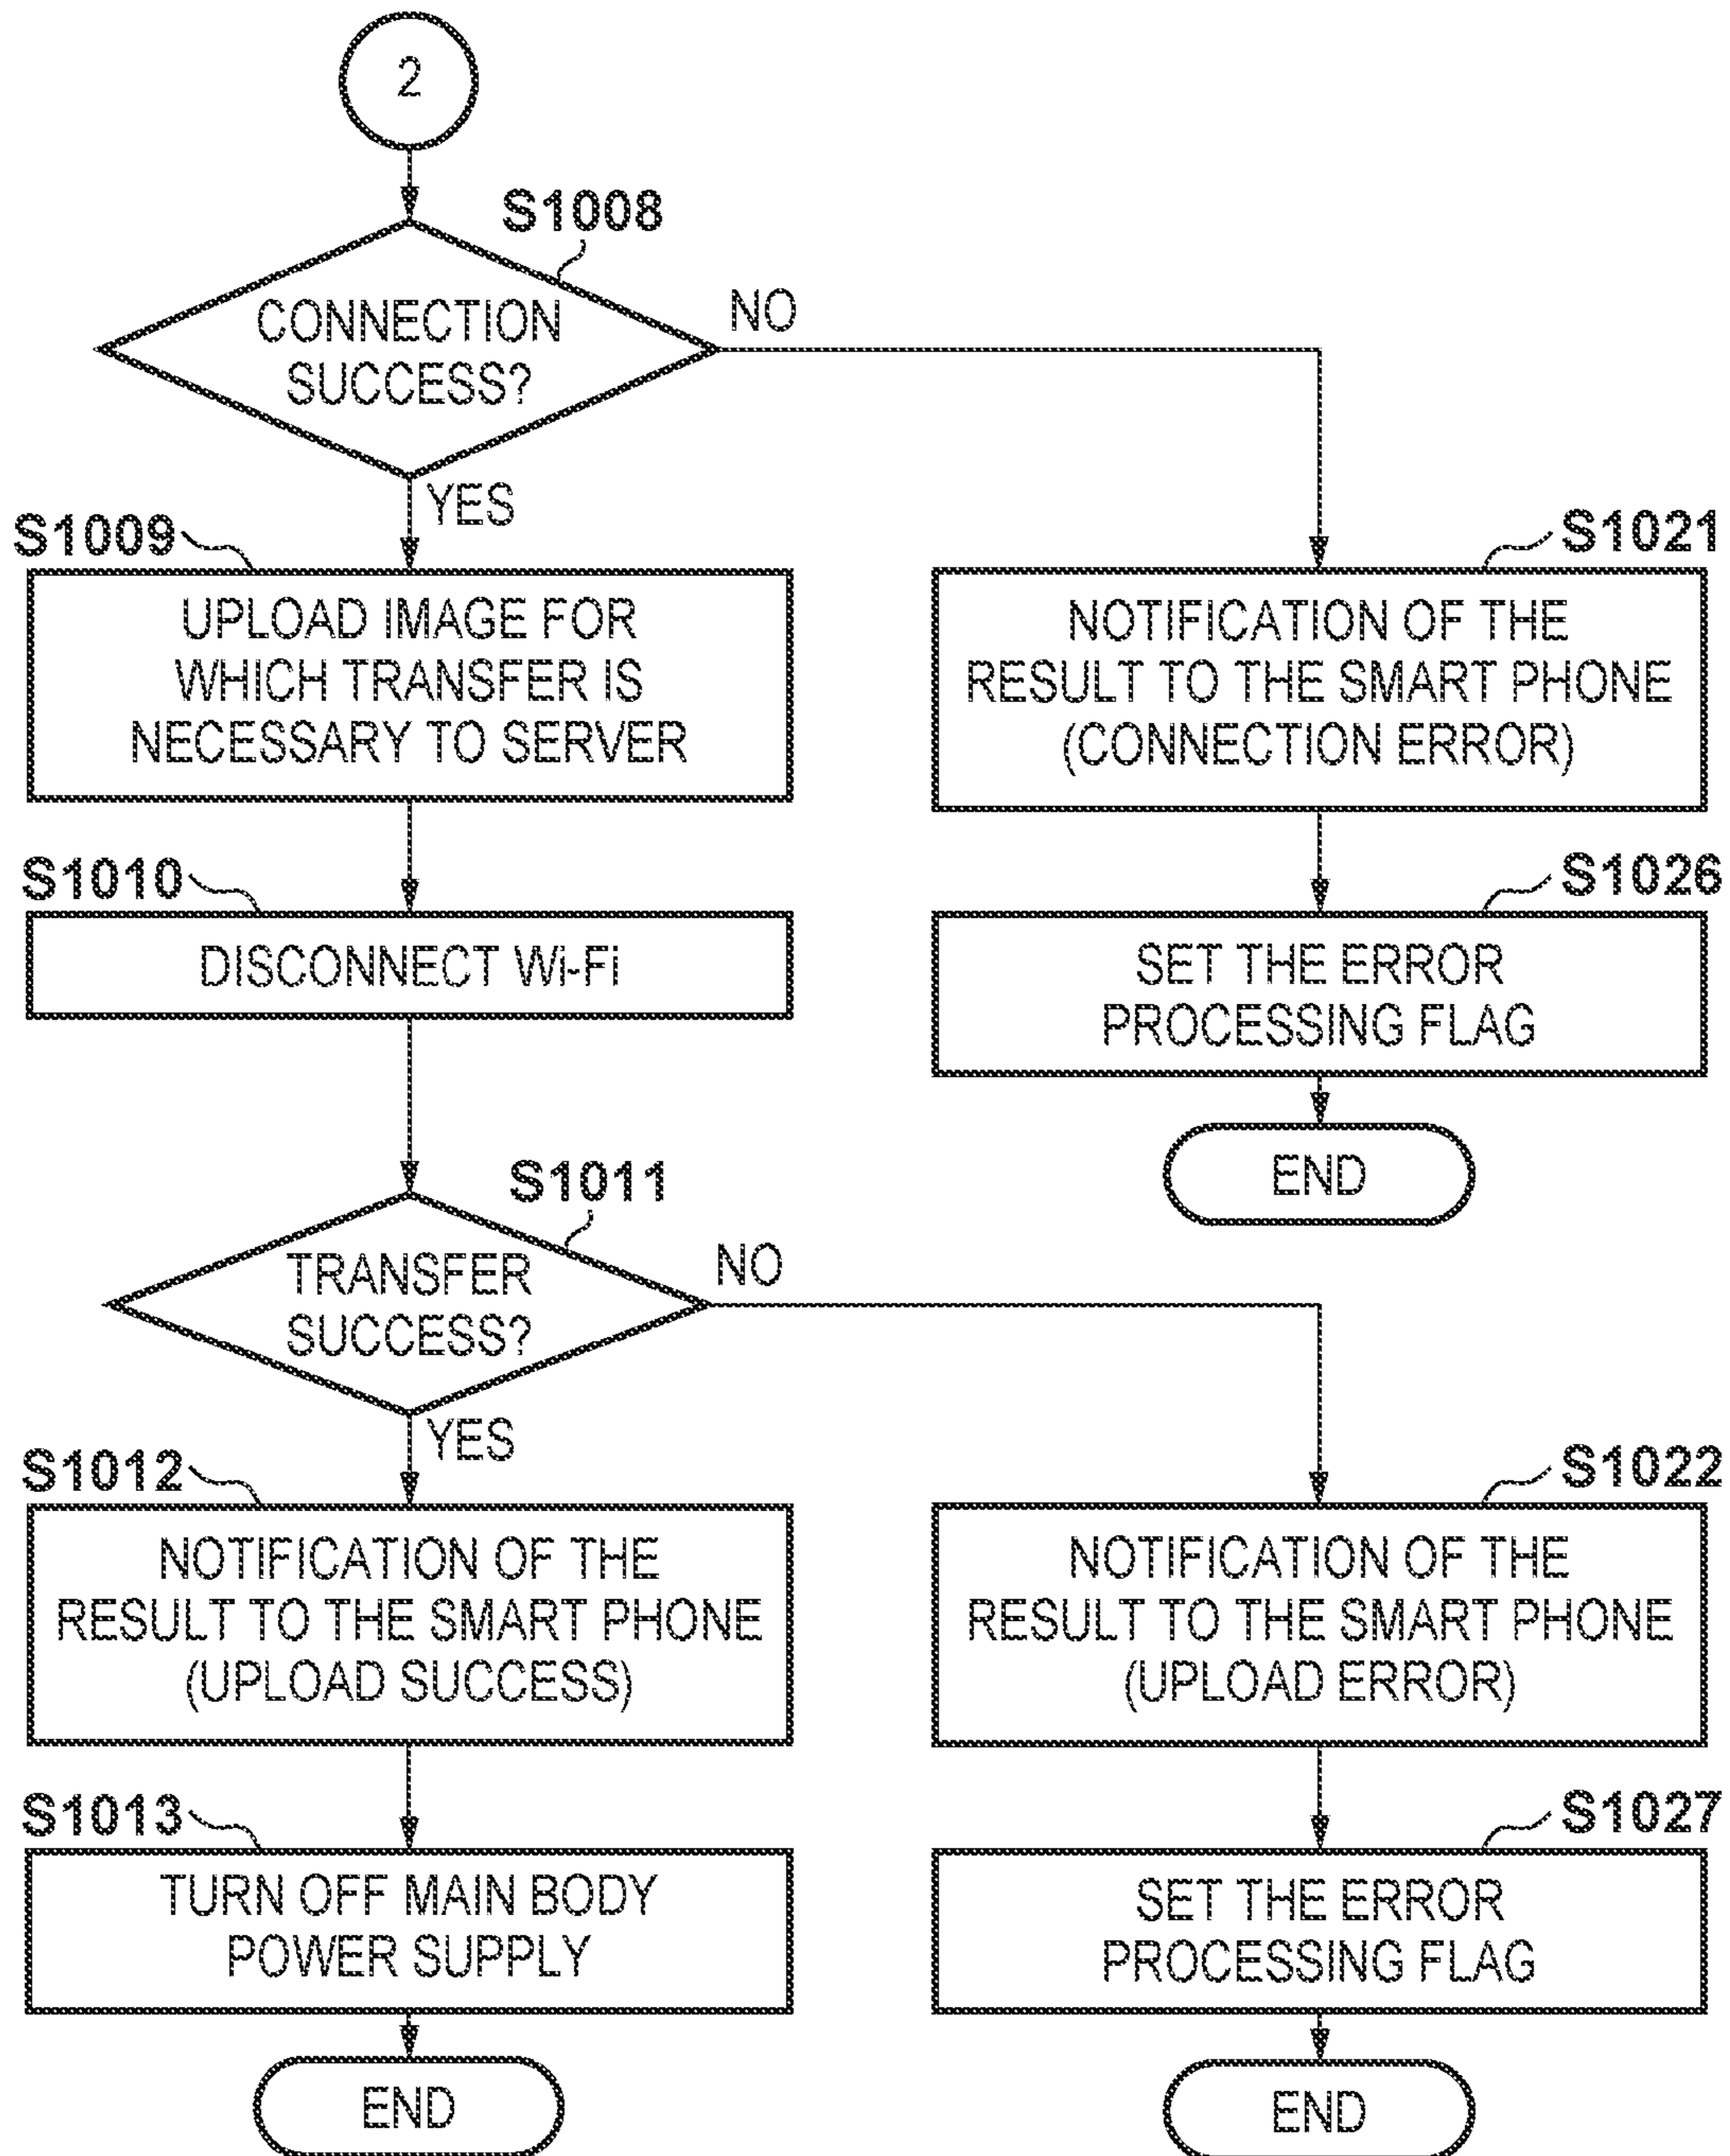 2
S1008
CONNECTION
SUCCESS?
NO
YES
S1009
UPLOAD IMAGE FOR
WHICH TRANSFER IS
NECESSARY TO SERVER
S1021
NOTIFICATION OF THE
RESULT TO THE SMART PHONE
(CONNECTION ERROR)
S1010
DISCONNECT Wi-Fi
S1026
SET THE ERROR
PROCESSING FLAG
END
S1011
TRANSFER
SUCCESS?
NO
YES
S1012
NOTIFICATION OF THE
RESULT TO THE SMART PHONE
(UPLOAD SUCCESS)
S1022
NOTIFICATION OF THE
RESULT TO THE SMART PHONE
(UPLOAD ERROR)
S1013
TURN OFF MAIN BODY
POWER SUPPLY
END
S1027
SET THE ERROR
PROCESSING FLAG
END